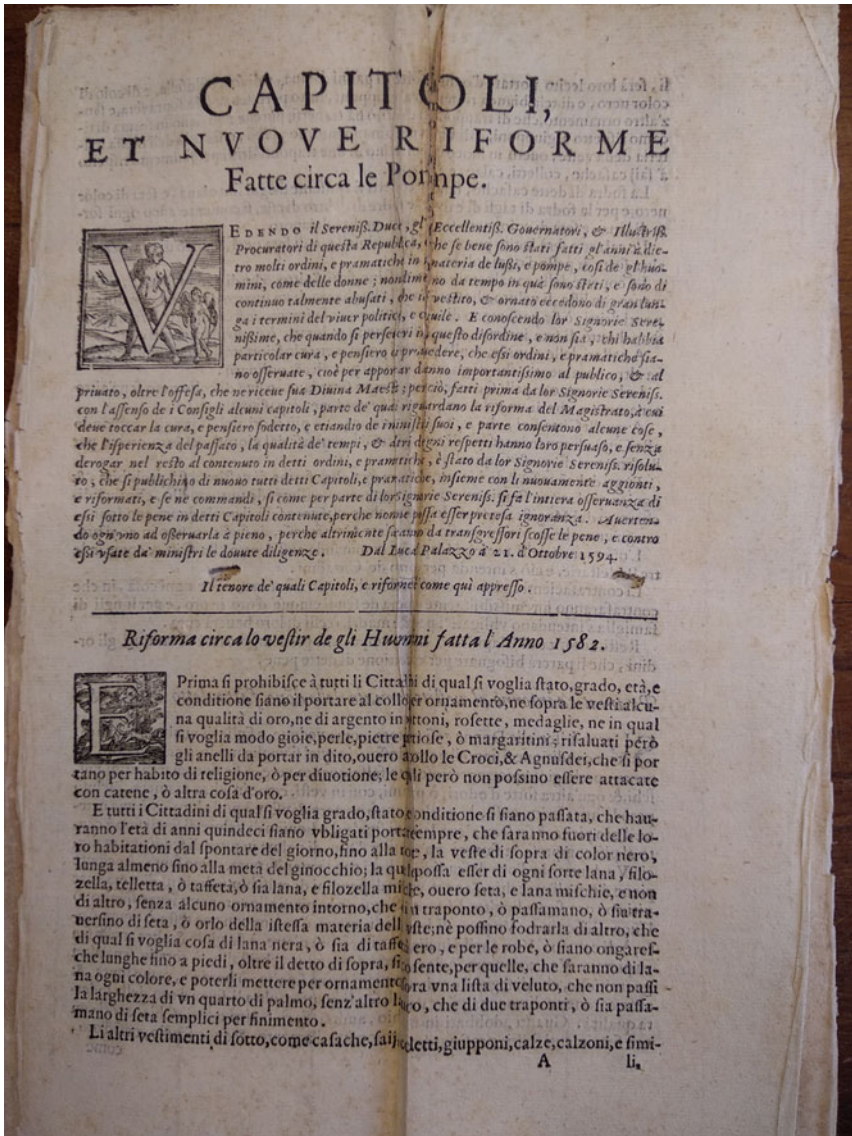 CAPITOLI,
ET NVOVE RIFORME
Fatte circa le Pompe.
VEDENDO il Sereniss. Duce, gl' Eccellentiss. Gouernatori, & Illustriss.
Procuratori di questa Republica, che se bene sono stati fatti gl'anni à die-
tro molti ordini, e pramatiche in materia de lussi, e pompe, così de gl'huo-
mini, come delle donne; nondimeno da tempo in quà sono stati, e sono di
continuo talmente abusati, che in vestito, & ornato eccedono di gran lun-
ga i termini del viuer politico, e ciuile. E conoscendo lor Signorie Sere-
nissime, che quando si perseueri in questo disordine, e non sia, chi habbia
particolar cura, e pensiero di prouedere, che essi ordini, e pramatiche sia-
no osseruate, cioè per apportar danno importantissimo al publico, & al
priuato, oltre l'offesa, che ne riceue sua Diuina Maestà; perciò, fatti prima da lor Signorie Sereniss.
con l'assenso de i Consigli alcuni capitoli, parte de' quali riguardano la riforma del Magistrato, à cui
deue toccar la cura, e pensiero sodetto, e etiandio de i ministri suoi, e parte consentono alcune cose,
che l'isperienza del passato, la qualità de' tempi, & altri degni respetti hanno loro persuaso, e senza
derogar nel resto al contenuto in detti ordini, e pramatiche, è stato da lor Signorie Sereniss. risolu-
to, che si publichino di nuouo tutti detti Capitoli, e pramatiche, insieme con li nuouamente aggionti,
e riformati, e se ne commandi, si come per parte di lor signorie Sereniss. si fa l'intiera osseruanza di
essi sotto le pene in detti Capitoli contenute, perche non ne possa esser pretesa ignoranza. Auerten-
do ogn'vno ad osseruarla à pieno, perche altrimente saranno da transgressori scosse le pene, e contro
essi vsate da' ministri le douute diligenze. Dal Palazzo à 21. d'Ottobre 1594.
Il tenore de' quali Capitoli, e riforme come quì appresso.
Riforma circa lo vestir de gli Huomini fatta l'Anno 1582.
E Prima si prohibisce à tutti li Cittadini di qual si voglia stato, grado, età, e
conditione siano il portare al collo per ornamento, ne sopra le vesti alcu-
na qualità di oro, ne di argento in bottoni, rosette, medaglie, ne in qual
si voglia modo gioie, perle, pietre pretiose, ò margaritini; risaluati però
gli anelli da portar in dito, ouero al collo le Croci, & Agnusdei, che si por
tano per habito di religione, ò per diuotione; le quali però non possino essere attacate
con catene, ò altra cosa d'oro.
E tutti i Cittadini di qual si voglia grado, stato, conditione si siano passata, che hau-
ranno l'età di anni quindeci siano vbligati portar sempre, che saranno fuori delle lo-
ro habitationi dal spontare del giorno, fino alla notte, la veste di sopra di color nero,
lunga almeno fino alla metà del ginocchio; la qual possa esser di ogni sorte lana, filo-
zella, telletta, ò taffetà, ò sia lana, e filozella miste, ouero seta, e lana mischie, e non
di altro, senza alcuno ornamento intorno, che vn traponto, ò passamano, ò siu tra-
uersino di seta, ò orlo della istessa materia delle veste; nè possino fodrarla di altro, che
di qual si voglia cosa di lana nera, ò sia di taffetà nero, e per le robe, ò siano ongares-
che lunghe fino a piedi, oltre il detto di sopra, si consente, per quelle, che saranno di la-
na ogni colore, e poterli mettere per ornamento sopra vna lista di veluto, che non passi
la larghezza di vn quarto di palmo, senz'altro che di due traponti, ò sia passa-
mano di seta semplici per finimento.
Li altri vestimenti di sotto, come casache, saij, colletti, giupponi, calze, calzoni, e simi-
A li,